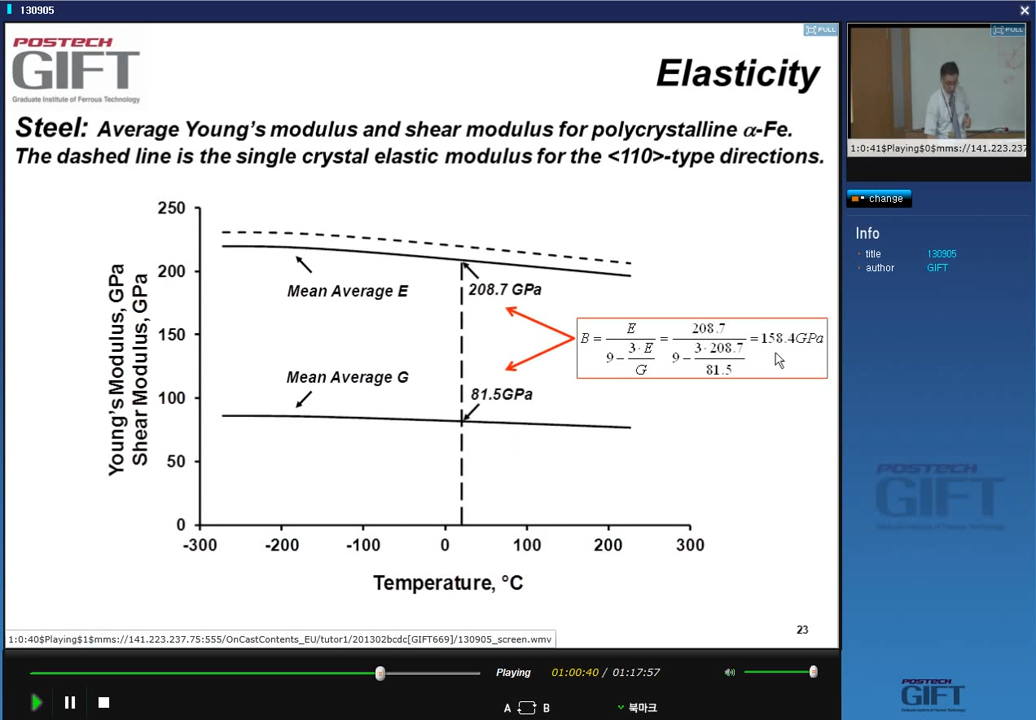 130905
FULL
FULL
POSTECH
GIFT
Graduate Institute of Ferrous Technology
Elasticity
Steel: Average Young's modulus and shear modulus for polycrystalline α-Fe.
The dashed line is the single crystal elastic modulus for the <110>-type directions.
250
200
150
100
50
0
-300 -200 -100 0 100 200 300
Young's Modulus, GPa
Shear Modulus, GPa
Temperature, °C
Mean Average E
208.7 GPa
Mean Average G
81.5GPa
B = E / (9 − 3·E / G) = 208.7 / (9 − 3·208.7 / 81.5) = 158.4GPa
23
1:0:40$Playing$1$mms://141.223.237.75:555/OnCastContents_EU/tutor1/201302bcdc[GIFT669]/130905_screen.wmv
1:0:41$Playing$0$mms://141.223.237
change
Info
title 130905
author GIFT
POSTECH
GIFT
Playing 01:00:40 / 01:17:57
A B 북마크
POSTECH
GIFT